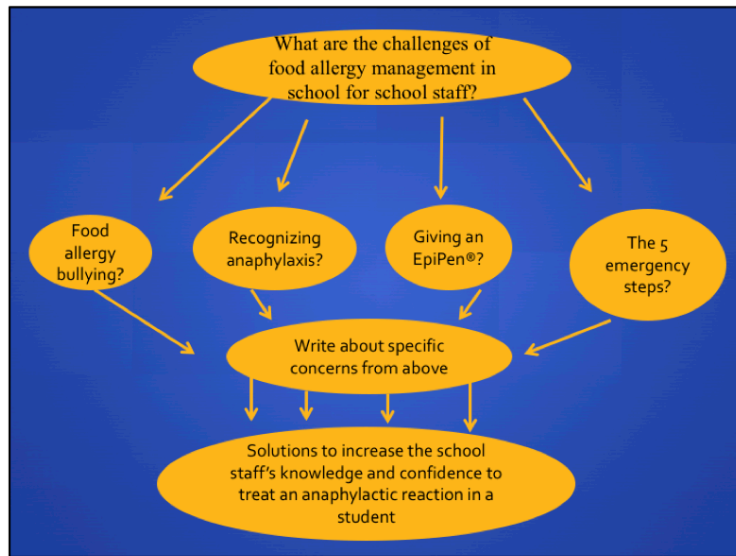 What are the challenges of
food allergy management in
school for school staff?
Food
allergy
bullying?
Recognizing
anaphylaxis?
Giving an
EpiPen®?
The 5
emergency
steps?
Write about specific
concerns from above
Solutions to increase the school
staff's knowledge and confidence to
treat an anaphylactic reaction in a
student